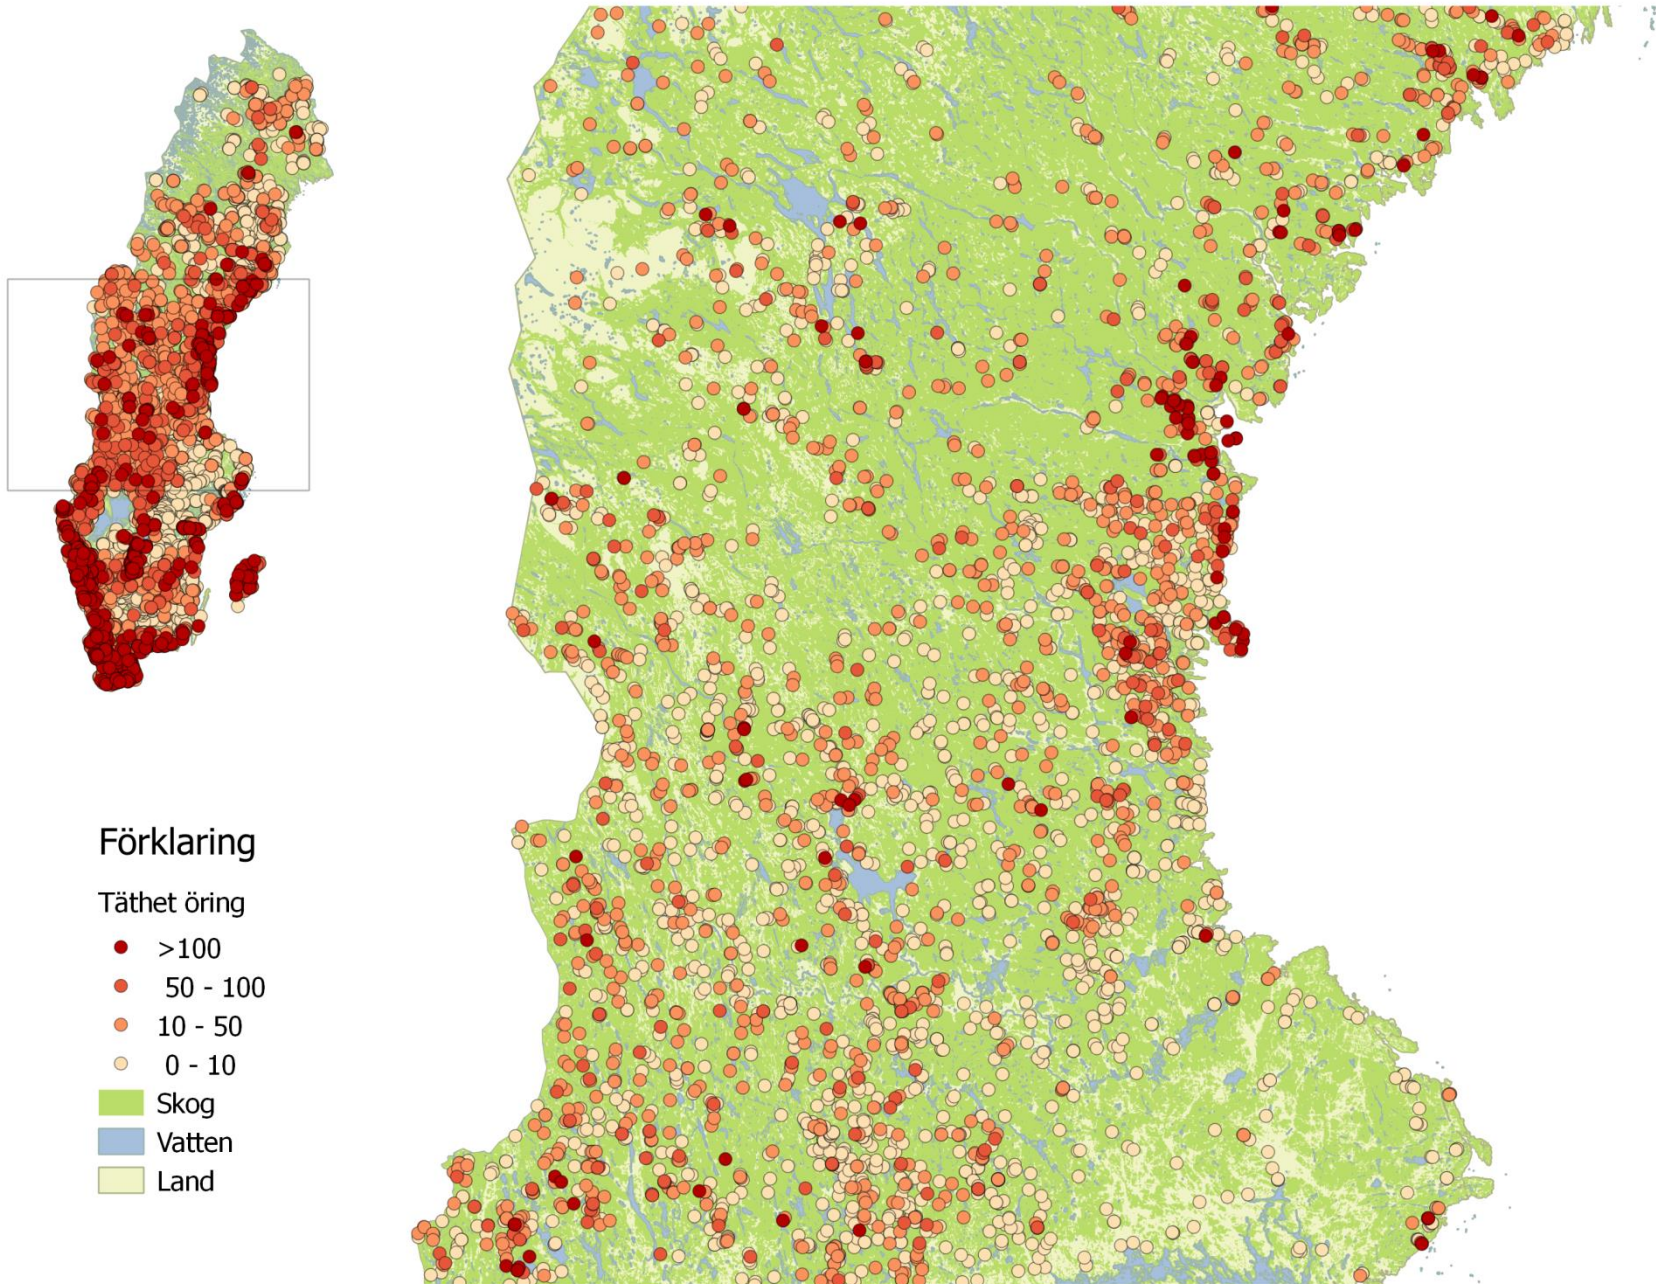 Förklaring
Täthet öring
>100
50 - 100
10 - 50
0 - 10
Skog
Vatten
Land